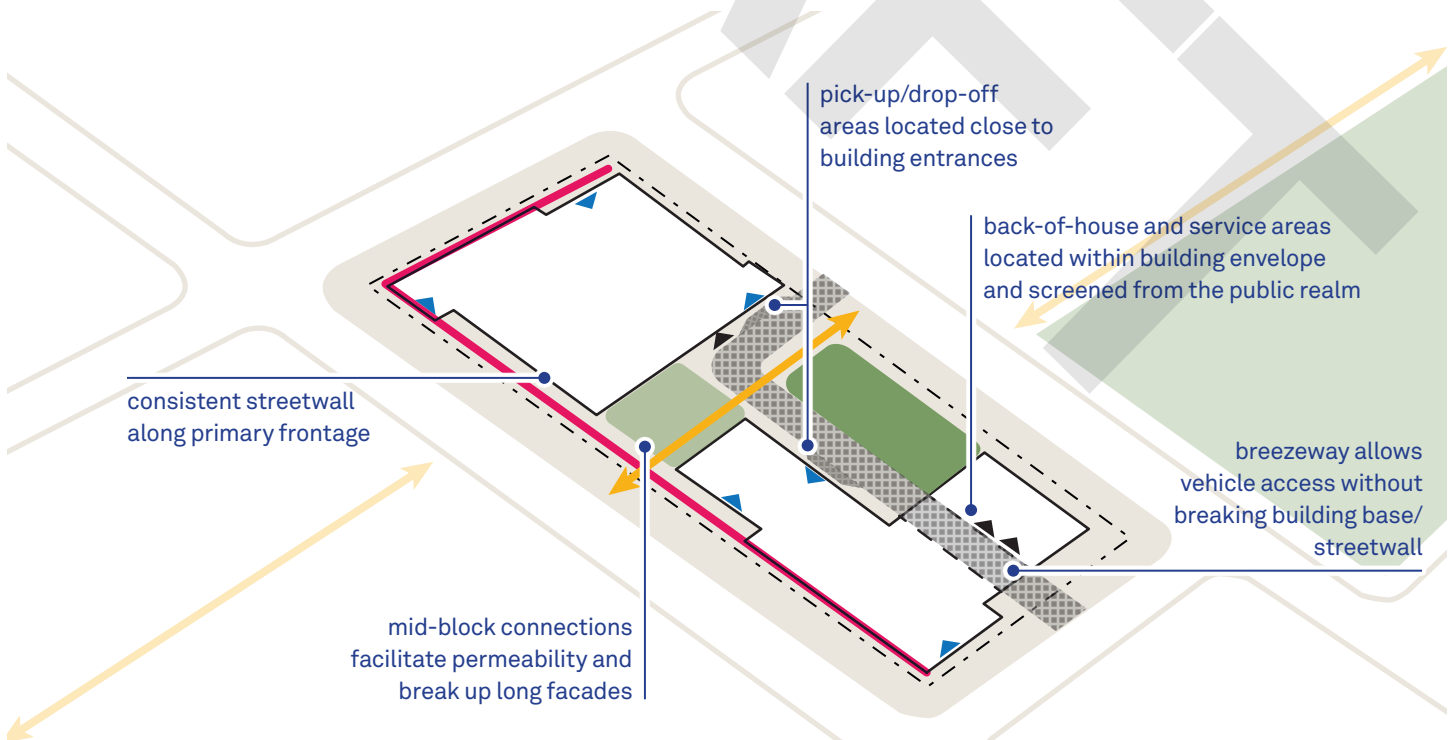 pick-up/drop-off
areas located close to
building entrances
back-of-house and service areas
located within building envelope
and screened from the public realm
consistent streetwall
along primary frontage
breezeway allows
vehicle access without
breaking building base/
streetwall
mid-block connections
facilitate permeability and
break up long facades